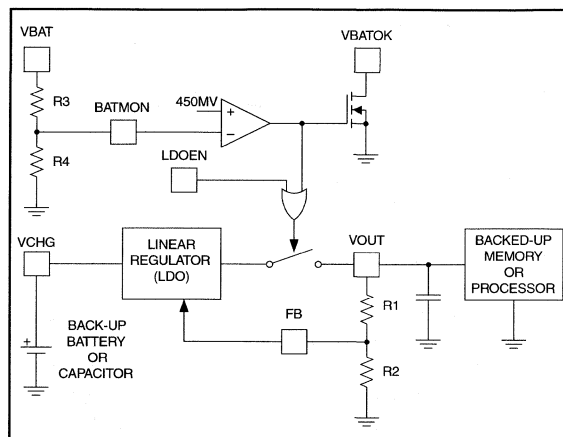 VBAT
VBATOK
R3
BATMON
450MV
+
−
R4
LDOEN
VCHG
LINEAR
REGULATOR
(LDO)
VOUT
BACKED-UP
MEMORY
OR
PROCESSOR
R1
FB
+
BACK-UP
BATTERY
OR
CAPACITOR
R2